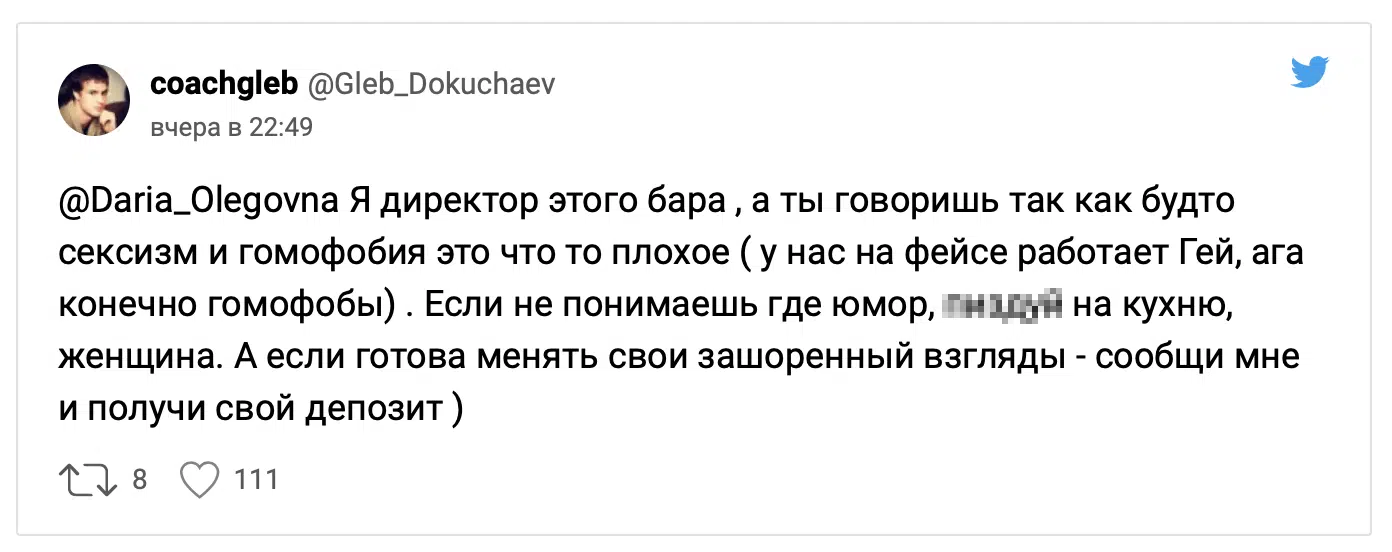 coachgleb @Gleb_Dokuchaev
вчера в 22:49
@Daria_Olegovna Я директор этого бара , а ты говоришь так как будто
сексизм и гомофобия это что то плохое ( у нас на фейсе работает Гей, ага
конечно гомофобы) . Если не понимаешь где юмор, на кухню,
женщина. А если готова менять свои зашоренный взгляды - сообщи мне
и получи свой депозит )
8 111